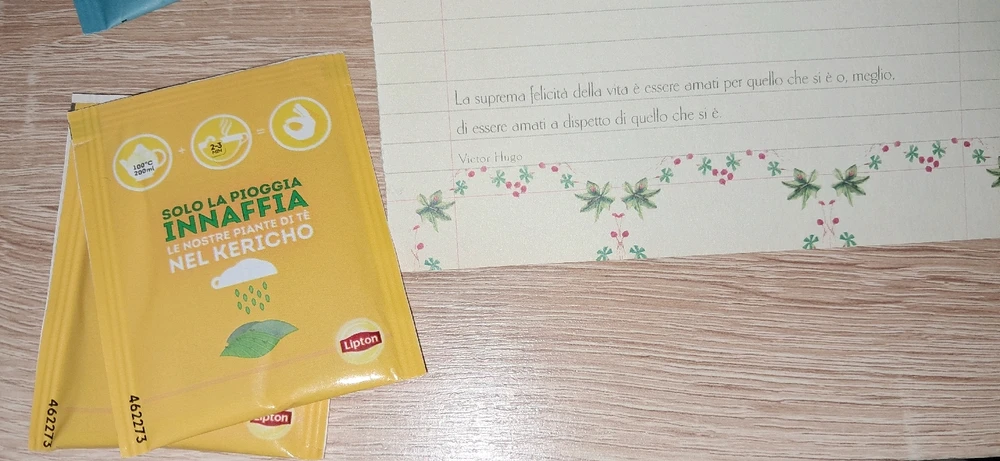 100°C
200ml
+
2-3
min
=
SOLO LA PIOGGIA
INNAFFIA
LE NOSTRE PIANTE DI TÈ
NEL KERICHO
Lipton
462273
462273
Lipton
La suprema felicità della vita è essere amati per quello che si è o, meglio,
di essere amati a dispetto di quello che si è.
Victor Hugo